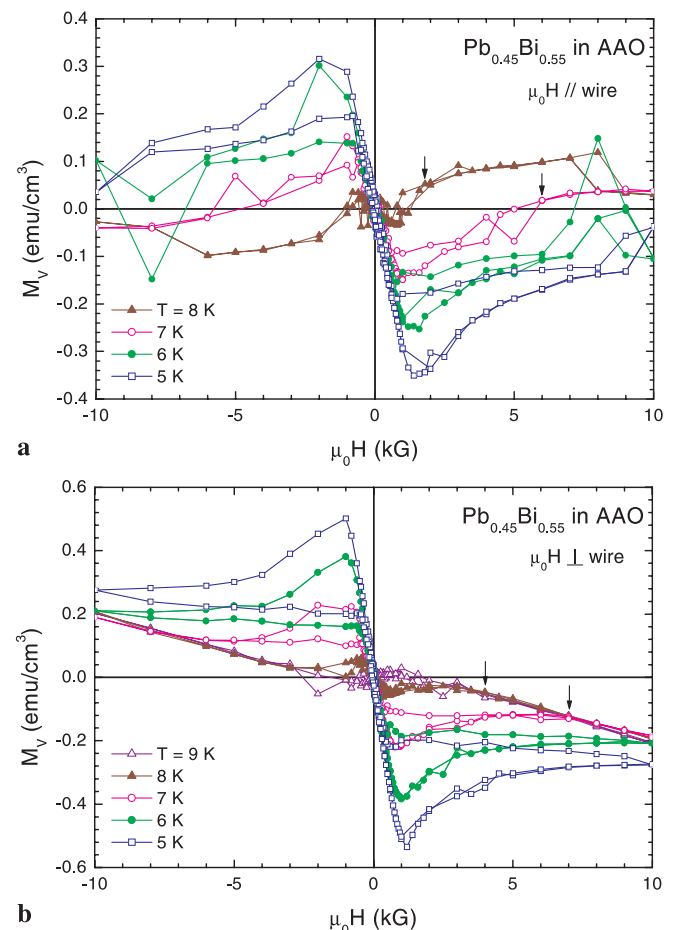 Pb0.45Bi0.55 in AAO
μ0H // wire
MV (emu/cm3)
0.4
0.3
0.2
0.1
0.0
-0.1
-0.2
-0.3
-0.4
T = 8 K
7 K
6 K
5 K
-10 -5 0 5 10
a
μ0H (kG)
Pb0.45Bi0.55 in AAO
μ0H ⊥ wire
MV (emu/cm3)
0.6
0.4
0.2
0.0
-0.2
-0.4
-0.6
T = 9 K
8 K
7 K
6 K
5 K
-10 -5 0 5 10
b
μ0H (kG)